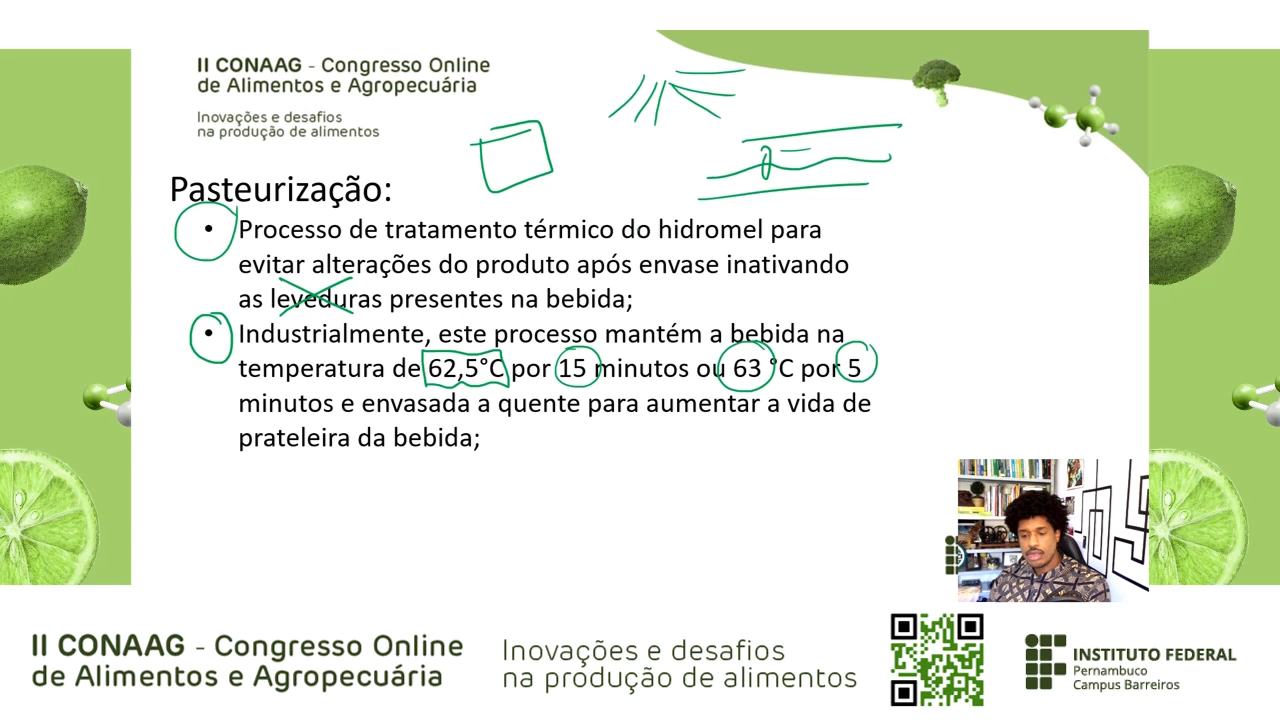 II CONAAG - Congresso Online
de Alimentos e Agropecuária
Inovações e desafios
na produção de alimentos
Pasteurização:
• Processo de tratamento térmico do hidromel para
evitar alterações do produto após envase inativando
as leveduras presentes na bebida;
• Industrialmente, este processo mantém a bebida na
temperatura de 62,5°C por 15 minutos ou 63 °C por 5
minutos e envasada a quente para aumentar a vida de
prateleira da bebida;
II CONAAG - Congresso Online
de Alimentos e Agropecuária
Inovações e desafios
na produção de alimentos
INSTITUTO FEDERAL
Pernambuco
Campus Barreiros